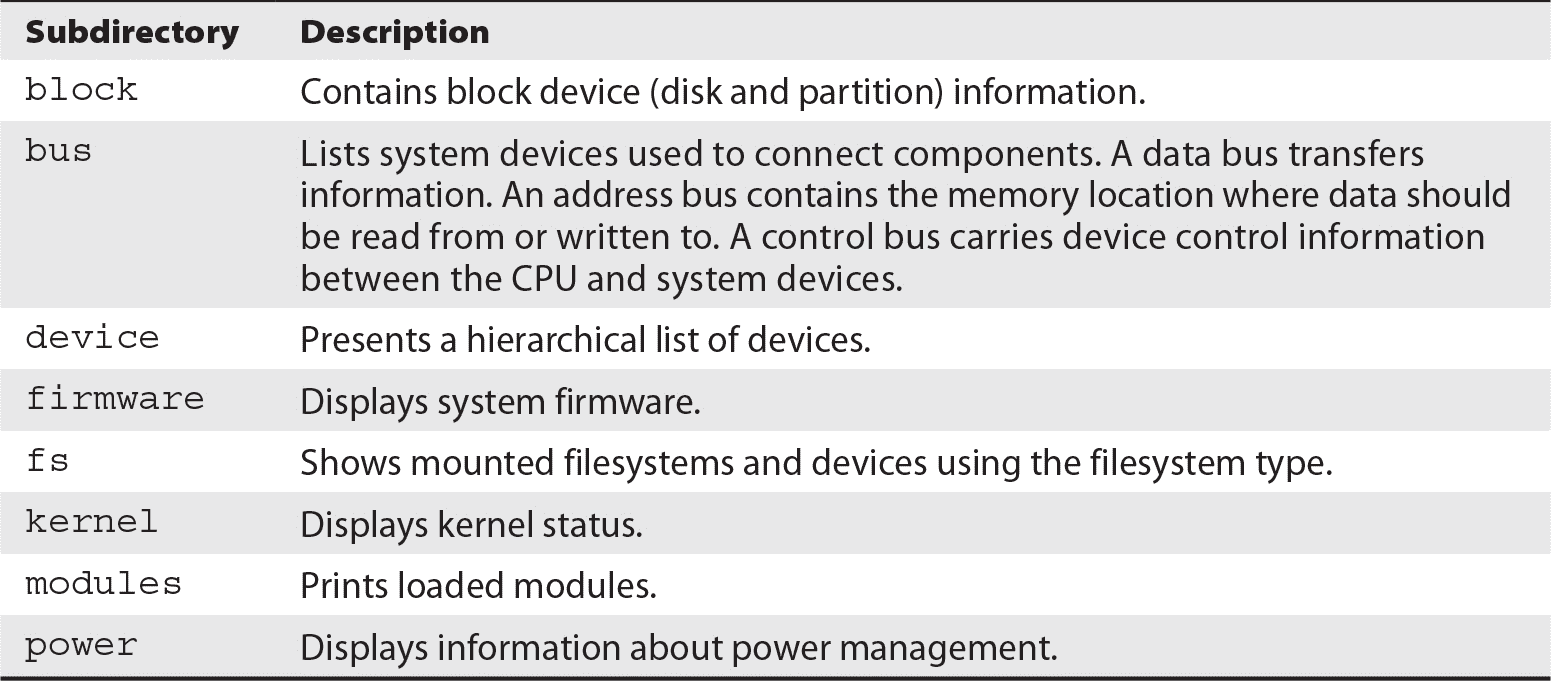 Subdirectory Description
block Contains block device (disk and partition) information.
bus Lists system devices used to connect components. A data bus transfers
information. An address bus contains the memory location where data should
be read from or written to. A control bus carries device control information
between the CPU and system devices.
device Presents a hierarchical list of devices.
firmware Displays system firmware.
fs Shows mounted filesystems and devices using the filesystem type.
kernel Displays kernel status.
modules Prints loaded modules.
power Displays information about power management.